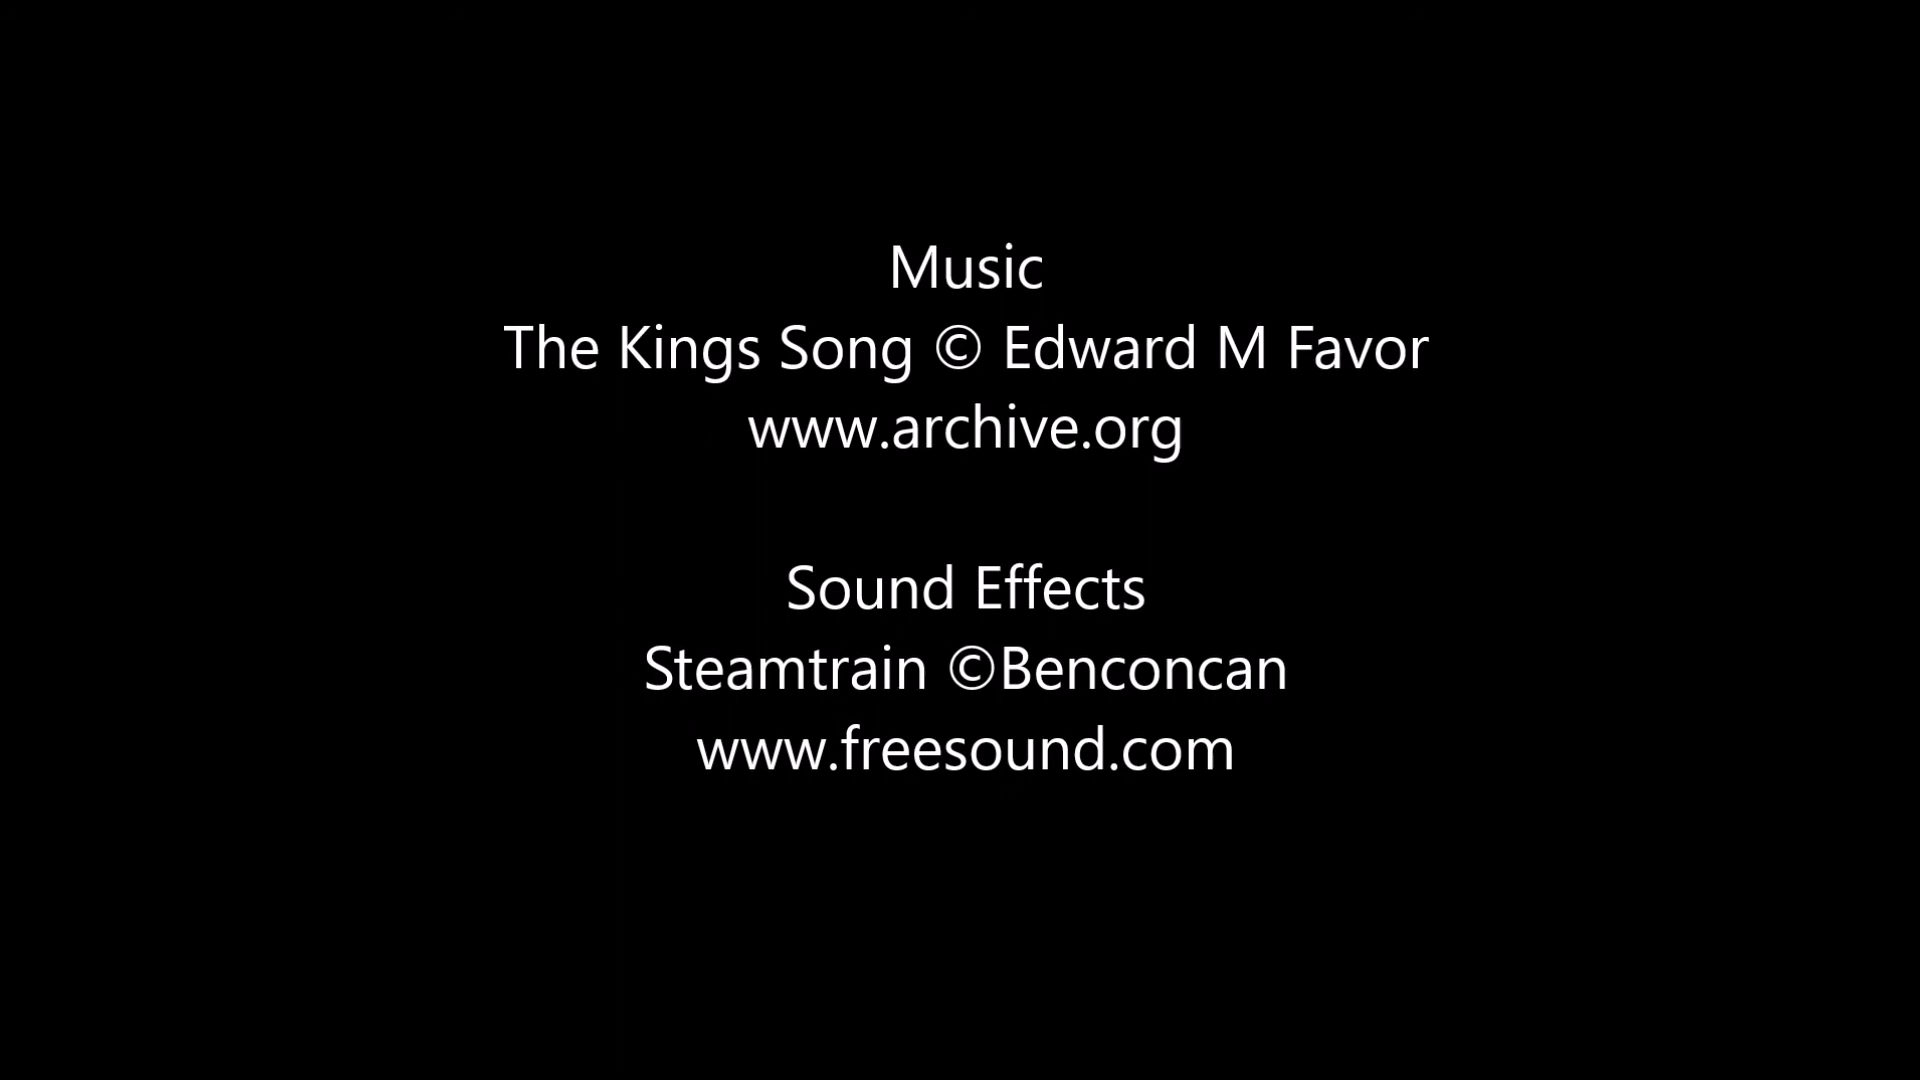 Music
The Kings Song © Edward M Favor
www.archive.org
Sound Effects
Steamtrain ©Benconcan
www.freesound.com